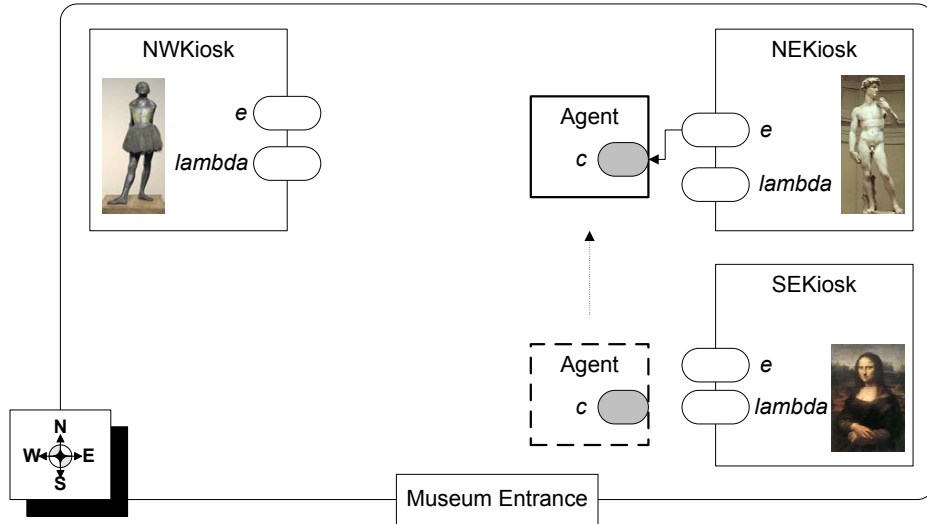 NWKiosk
e
lambda
Agent
c
NEKiosk
e
lambda
SEKiosk
Agent
c
e
lambda
N
W E
S
Museum Entrance